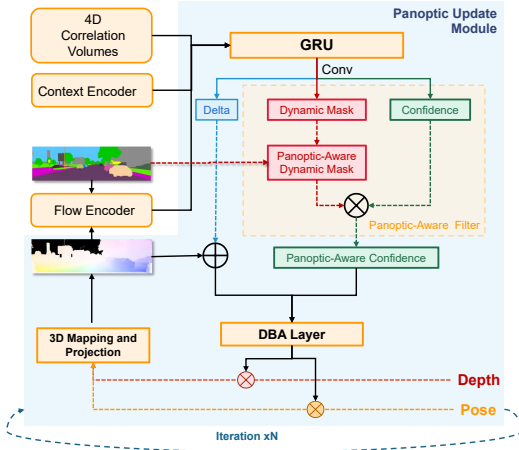 4D
Correlation
Volumes
Panoptic Update
Module
GRU
Conv
Context Encoder
Delta
Dynamic Mask
Confidence
Panoptic-Aware
Dynamic Mask
Flow Encoder
Panoptic-Aware Filter
Panoptic-Aware Confidence
3D Mapping and
Projection
DBA Layer
Depth
Pose
Iteration xN